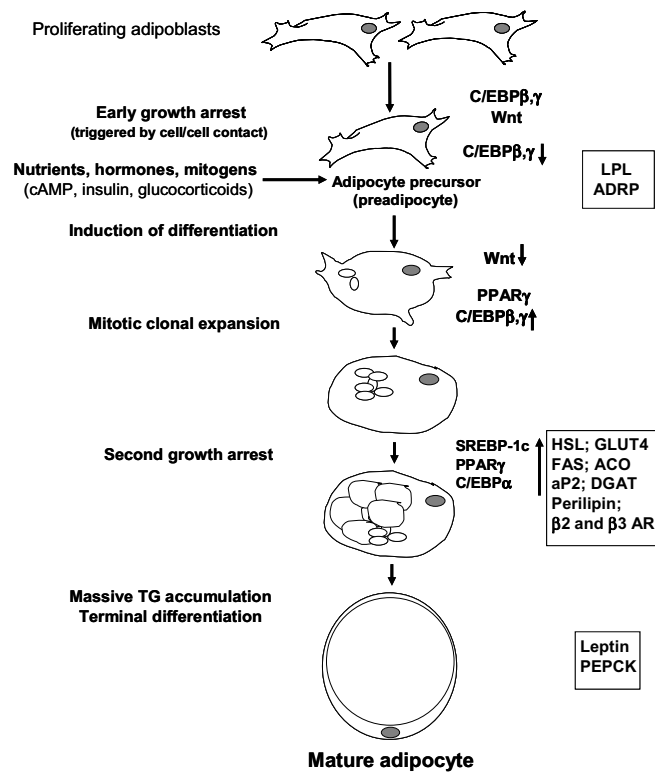 Proliferating adipoblasts
C/EBPβ,γ
Wnt
Early growth arrest
(triggered by cell/cell contact)
C/EBPβ,γ
LPL
ADRP
Nutrients, hormones, mitogens
(cAMP, insulin, glucocorticoids)
Adipocyte precursor
(preadipocyte)
Induction of differentiation
Wnt
PPARγ
C/EBPβ,γ
Mitotic clonal expansion
Second growth arrest
SREBP-1c
PPARγ
C/EBPα
HSL; GLUT4
FAS; ACO
aP2; DGAT
Perilipin;
β2 and β3 AR
Massive TG accumulation
Terminal differentiation
Leptin
PEPCK
Mature adipocyte